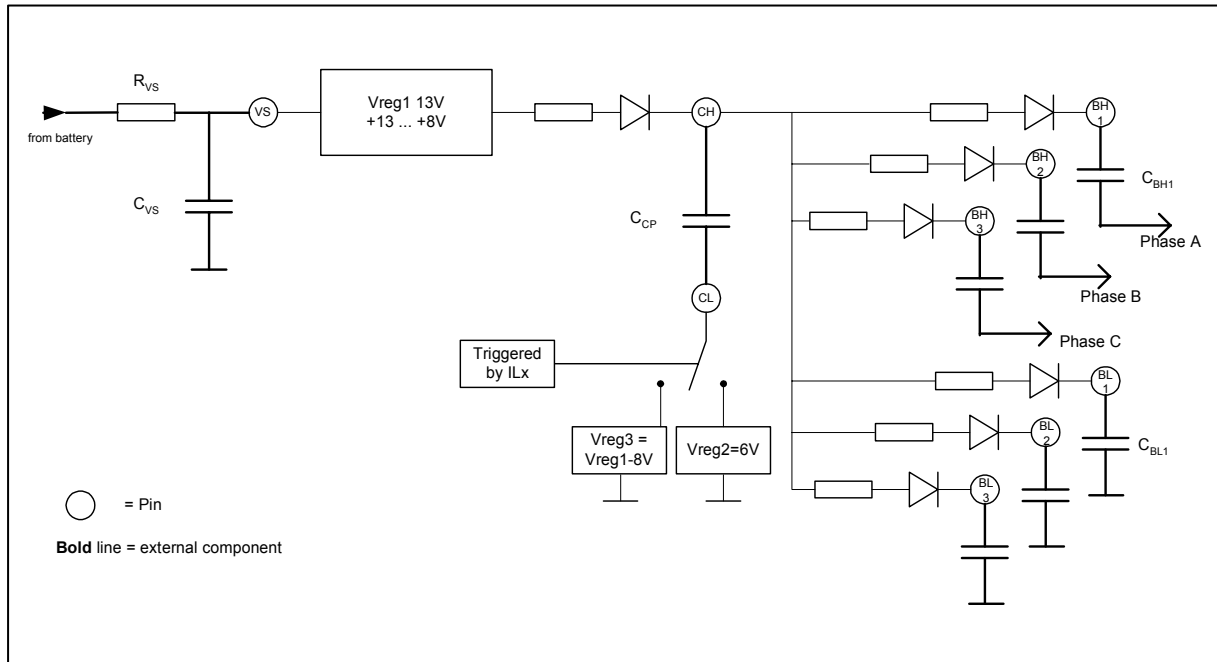 R_VS
VS
Vreg1 13V
+13 ... +8V
CH
BH
1
from battery
BH
2
C_VS
C_CP
C_BH1
BH
3
Phase A
CL
Phase B
Phase C
Triggered
by ILx
BL
1
Vreg3 =
Vreg1-8V
Vreg2=6V
BL
2
C_BL1
BL
3
= Pin
Bold line = external component